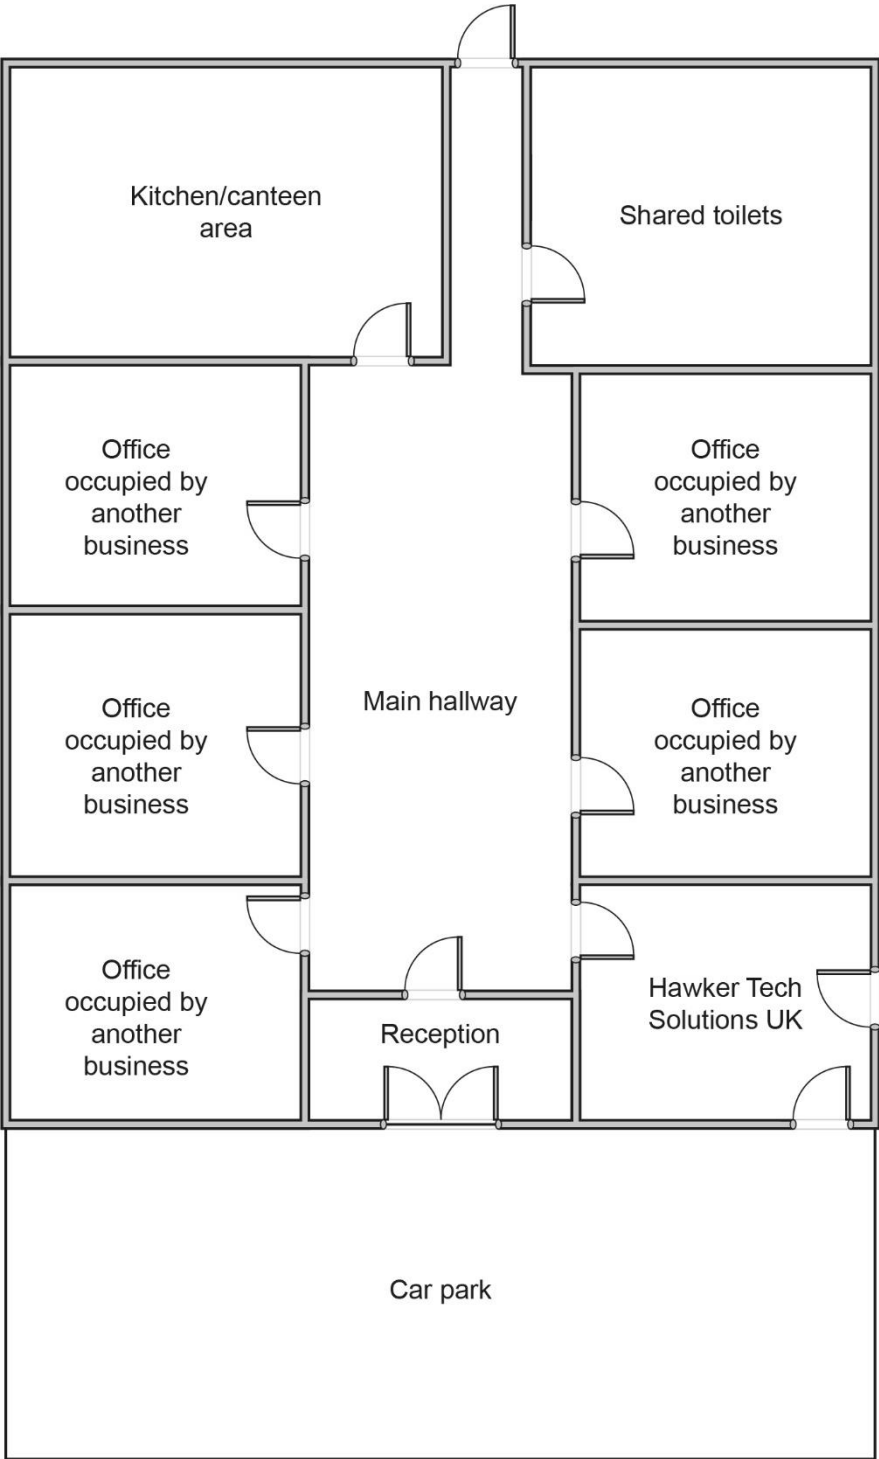 Kitchen/canteen
area
Shared toilets
Office
occupied by
another
business
Office
occupied by
another
business
Main hallway
Office
occupied by
another
business
Office
occupied by
another
business
Office
occupied by
another
business
Reception
Hawker Tech
Solutions UK
Car park